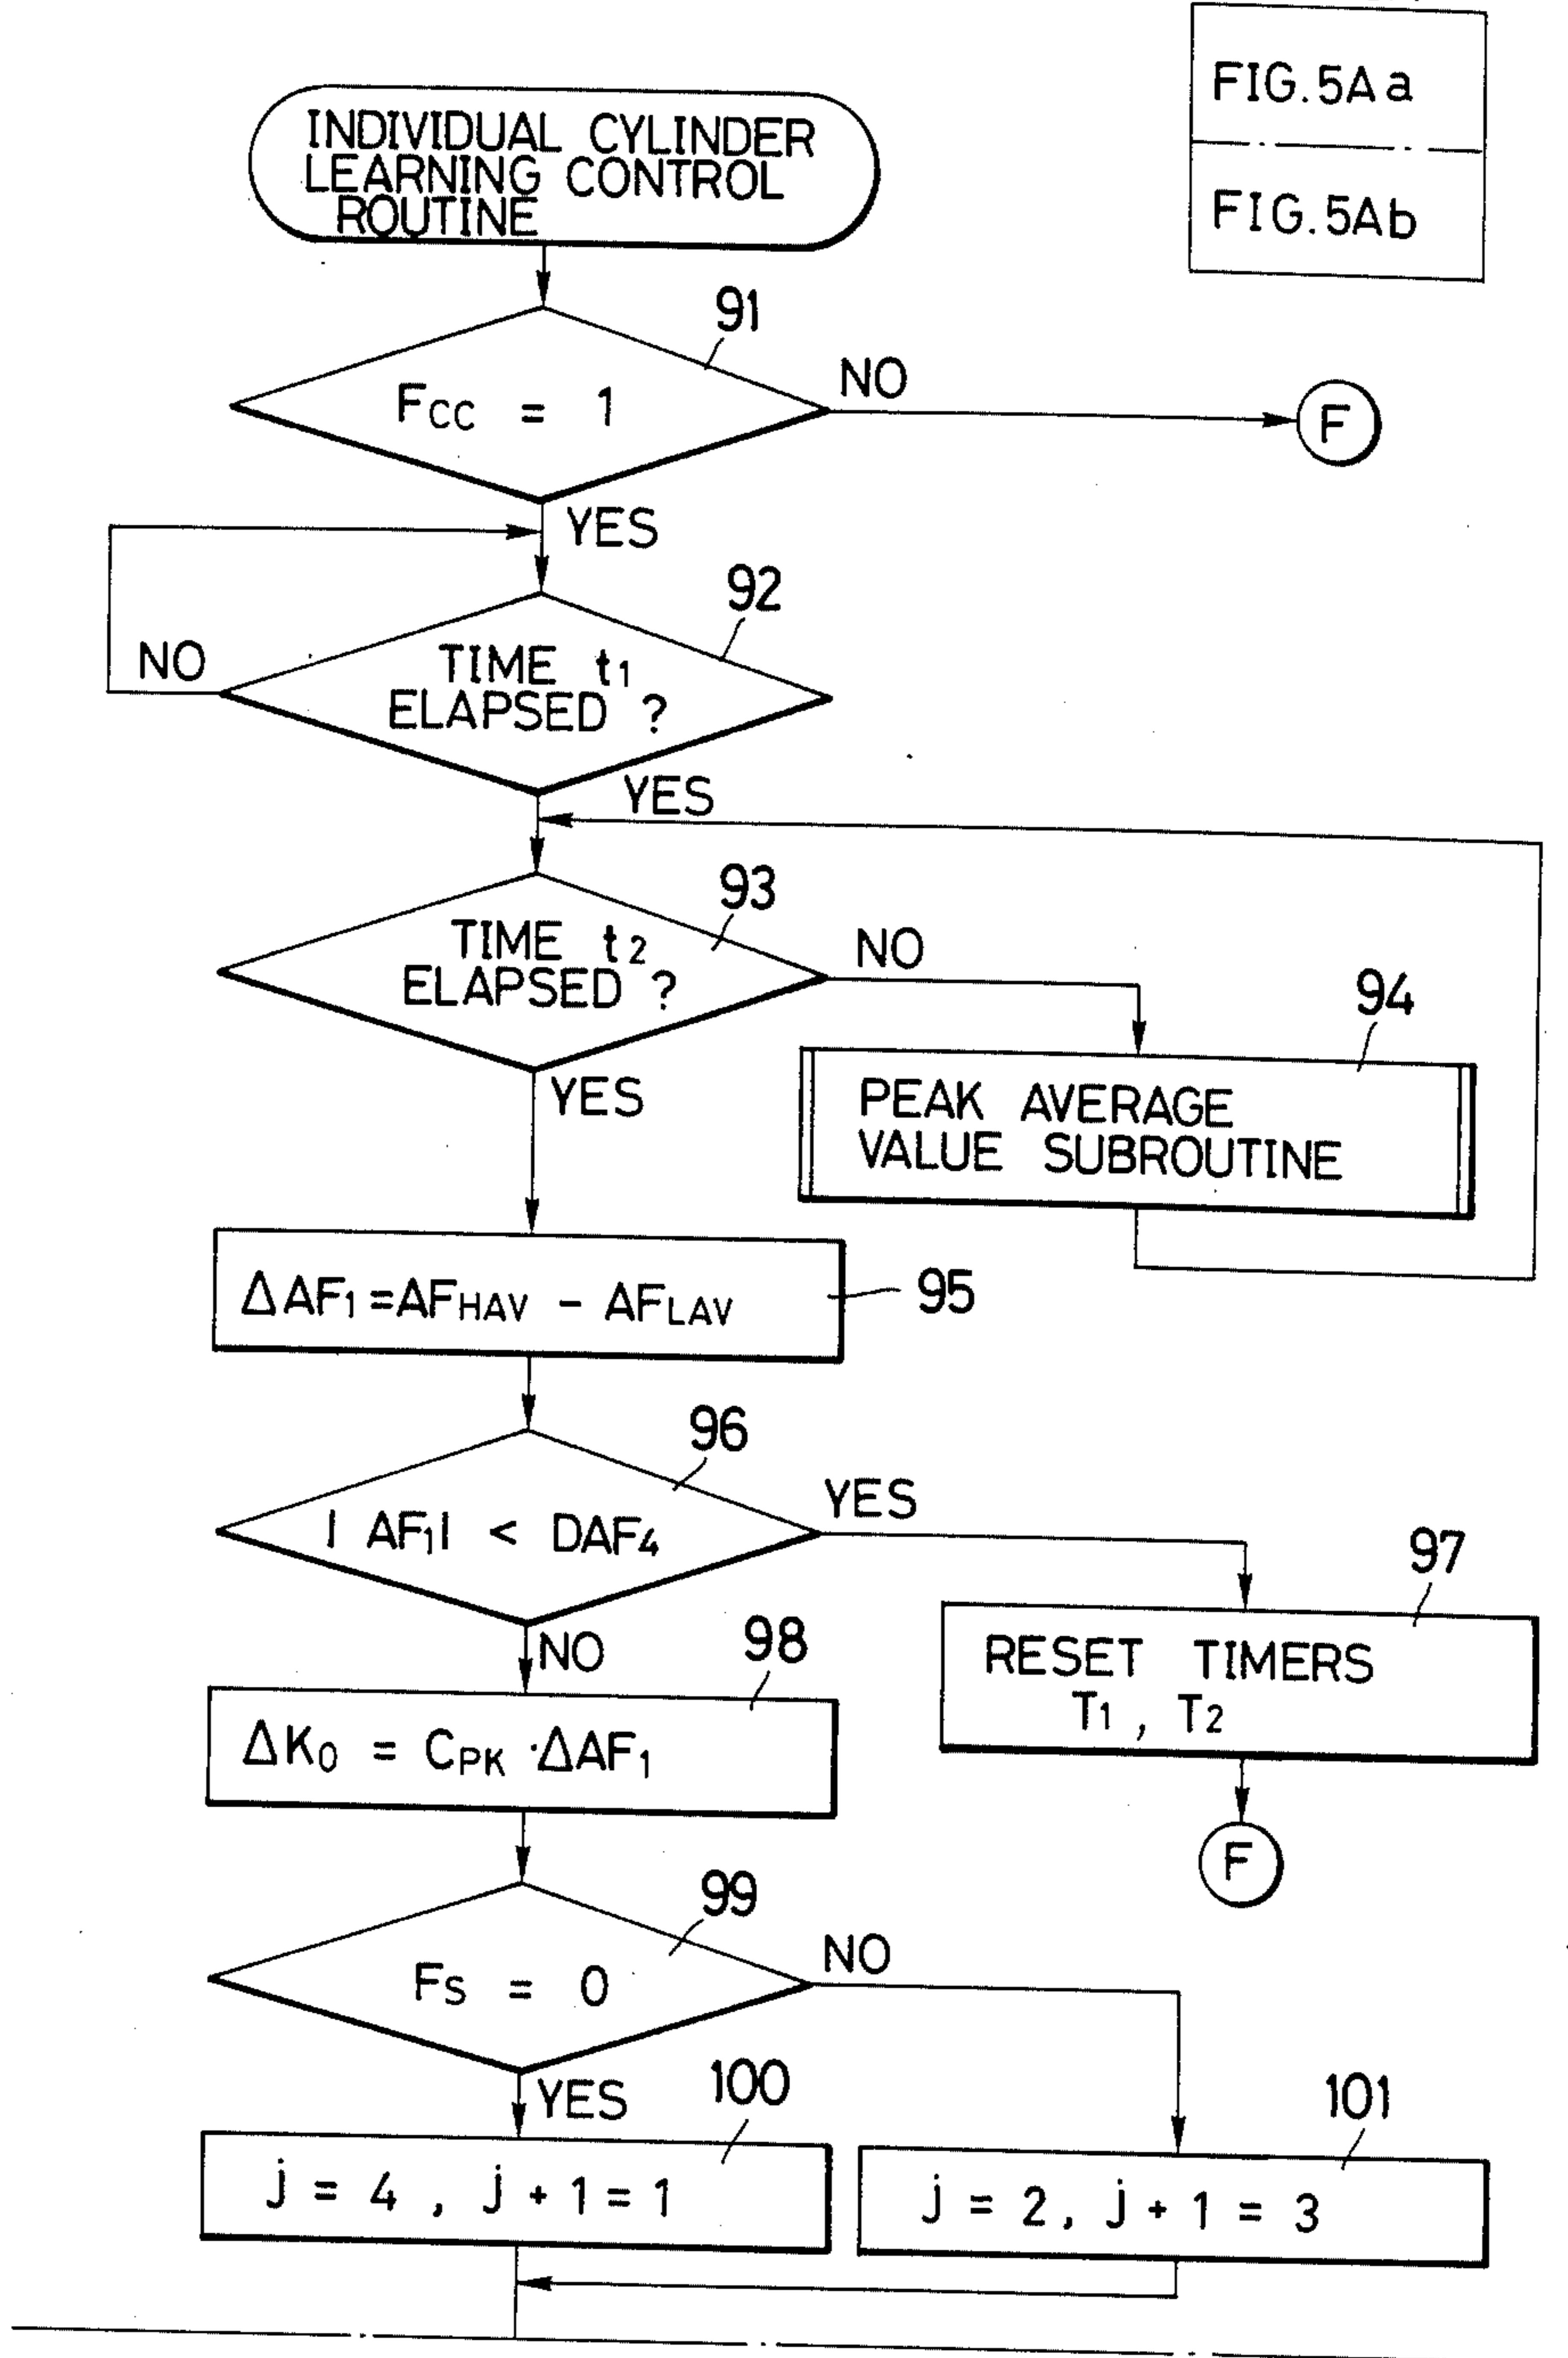 FIG.5Aa
FIG.5Ab
INDIVIDUAL CYLINDER
LEARNING CONTROL
ROUTINE
91
FCC = 1
NO
F
YES
92
NO
TIME t1
ELAPSED ?
YES
93
TIME t2
ELAPSED ?
NO
94
YES
PEAK AVERAGE
VALUE SUBROUTINE
ΔAF1=AFHAV - AFLAV
95
96
| AF1| < DAF4
YES
97
NO
98
RESET TIMERS
T1 , T2
ΔK0 = CPK ·ΔAF1
F
99
FS = 0
NO
YES
100
101
j = 4 , j + 1 = 1
j = 2 , j + 1 = 3